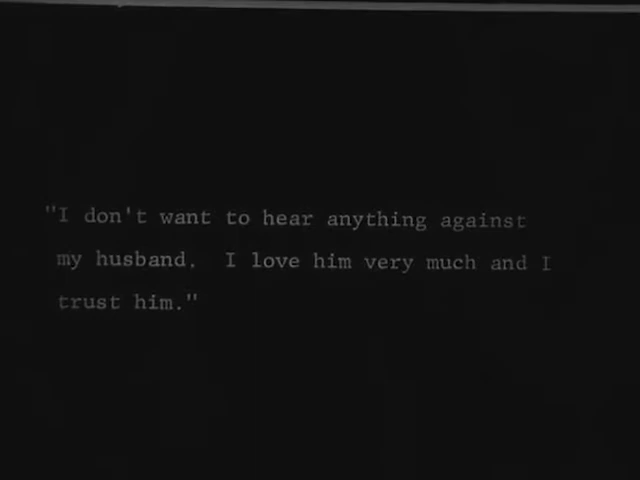 "I don't want to hear anything against
my husband. I love him very much and I
trust him."